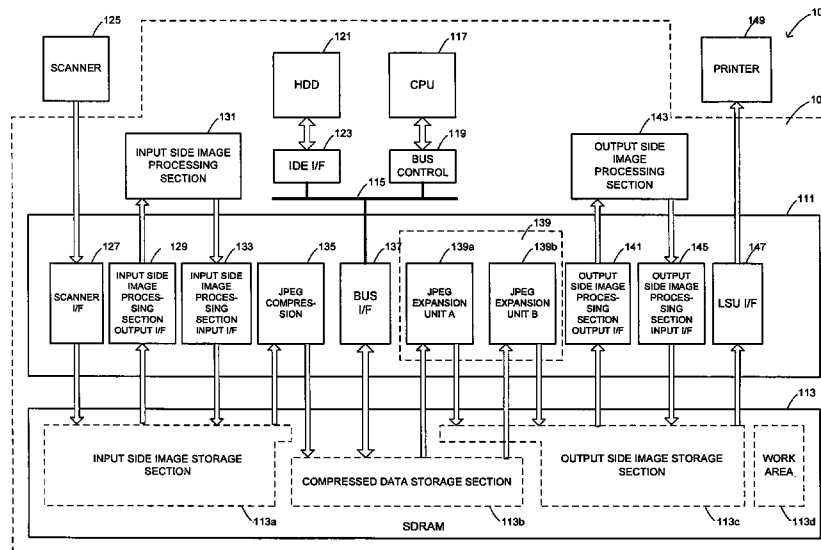 125
SCANNER
121
HDD
117
CPU
149
PRINTER
10
10
131
INPUT SIDE IMAGE
PROCESSING
SECTION
123
IDE I/F
119
BUS
CONTROL
115
143
OUTPUT SIDE
IMAGE
PROCESSING
SECTION
111
127
SCANNER
I/F
129
INPUT SIDE
IMAGE
PROCES-
SING
SECTION
OUTPUT I/F
133
INPUT SIDE
IMAGE
PROCES-
SING
SECTION
INPUT I/F
135
JPEG
COMPRES-
SION
137
BUS
I/F
139
139a
JPEG
EXPANSION
UNIT A
139b
JPEG
EXPANSION
UNIT B
141
OUTPUT
SIDE IMAGE
PROCES-
SING
SECTION
OUTPUT I/F
145
OUTPUT
SIDE IMAGE
PROCES-
SING
SECTION
INPUT I/F
147
LSU I/F
113
INPUT SIDE IMAGE STORAGE
SECTION
COMPRESSED DATA STORAGE SECTION
OUTPUT SIDE IMAGE STORAGE
SECTION
WORK
AREA
113a
SDRAM
113b
113c
113d